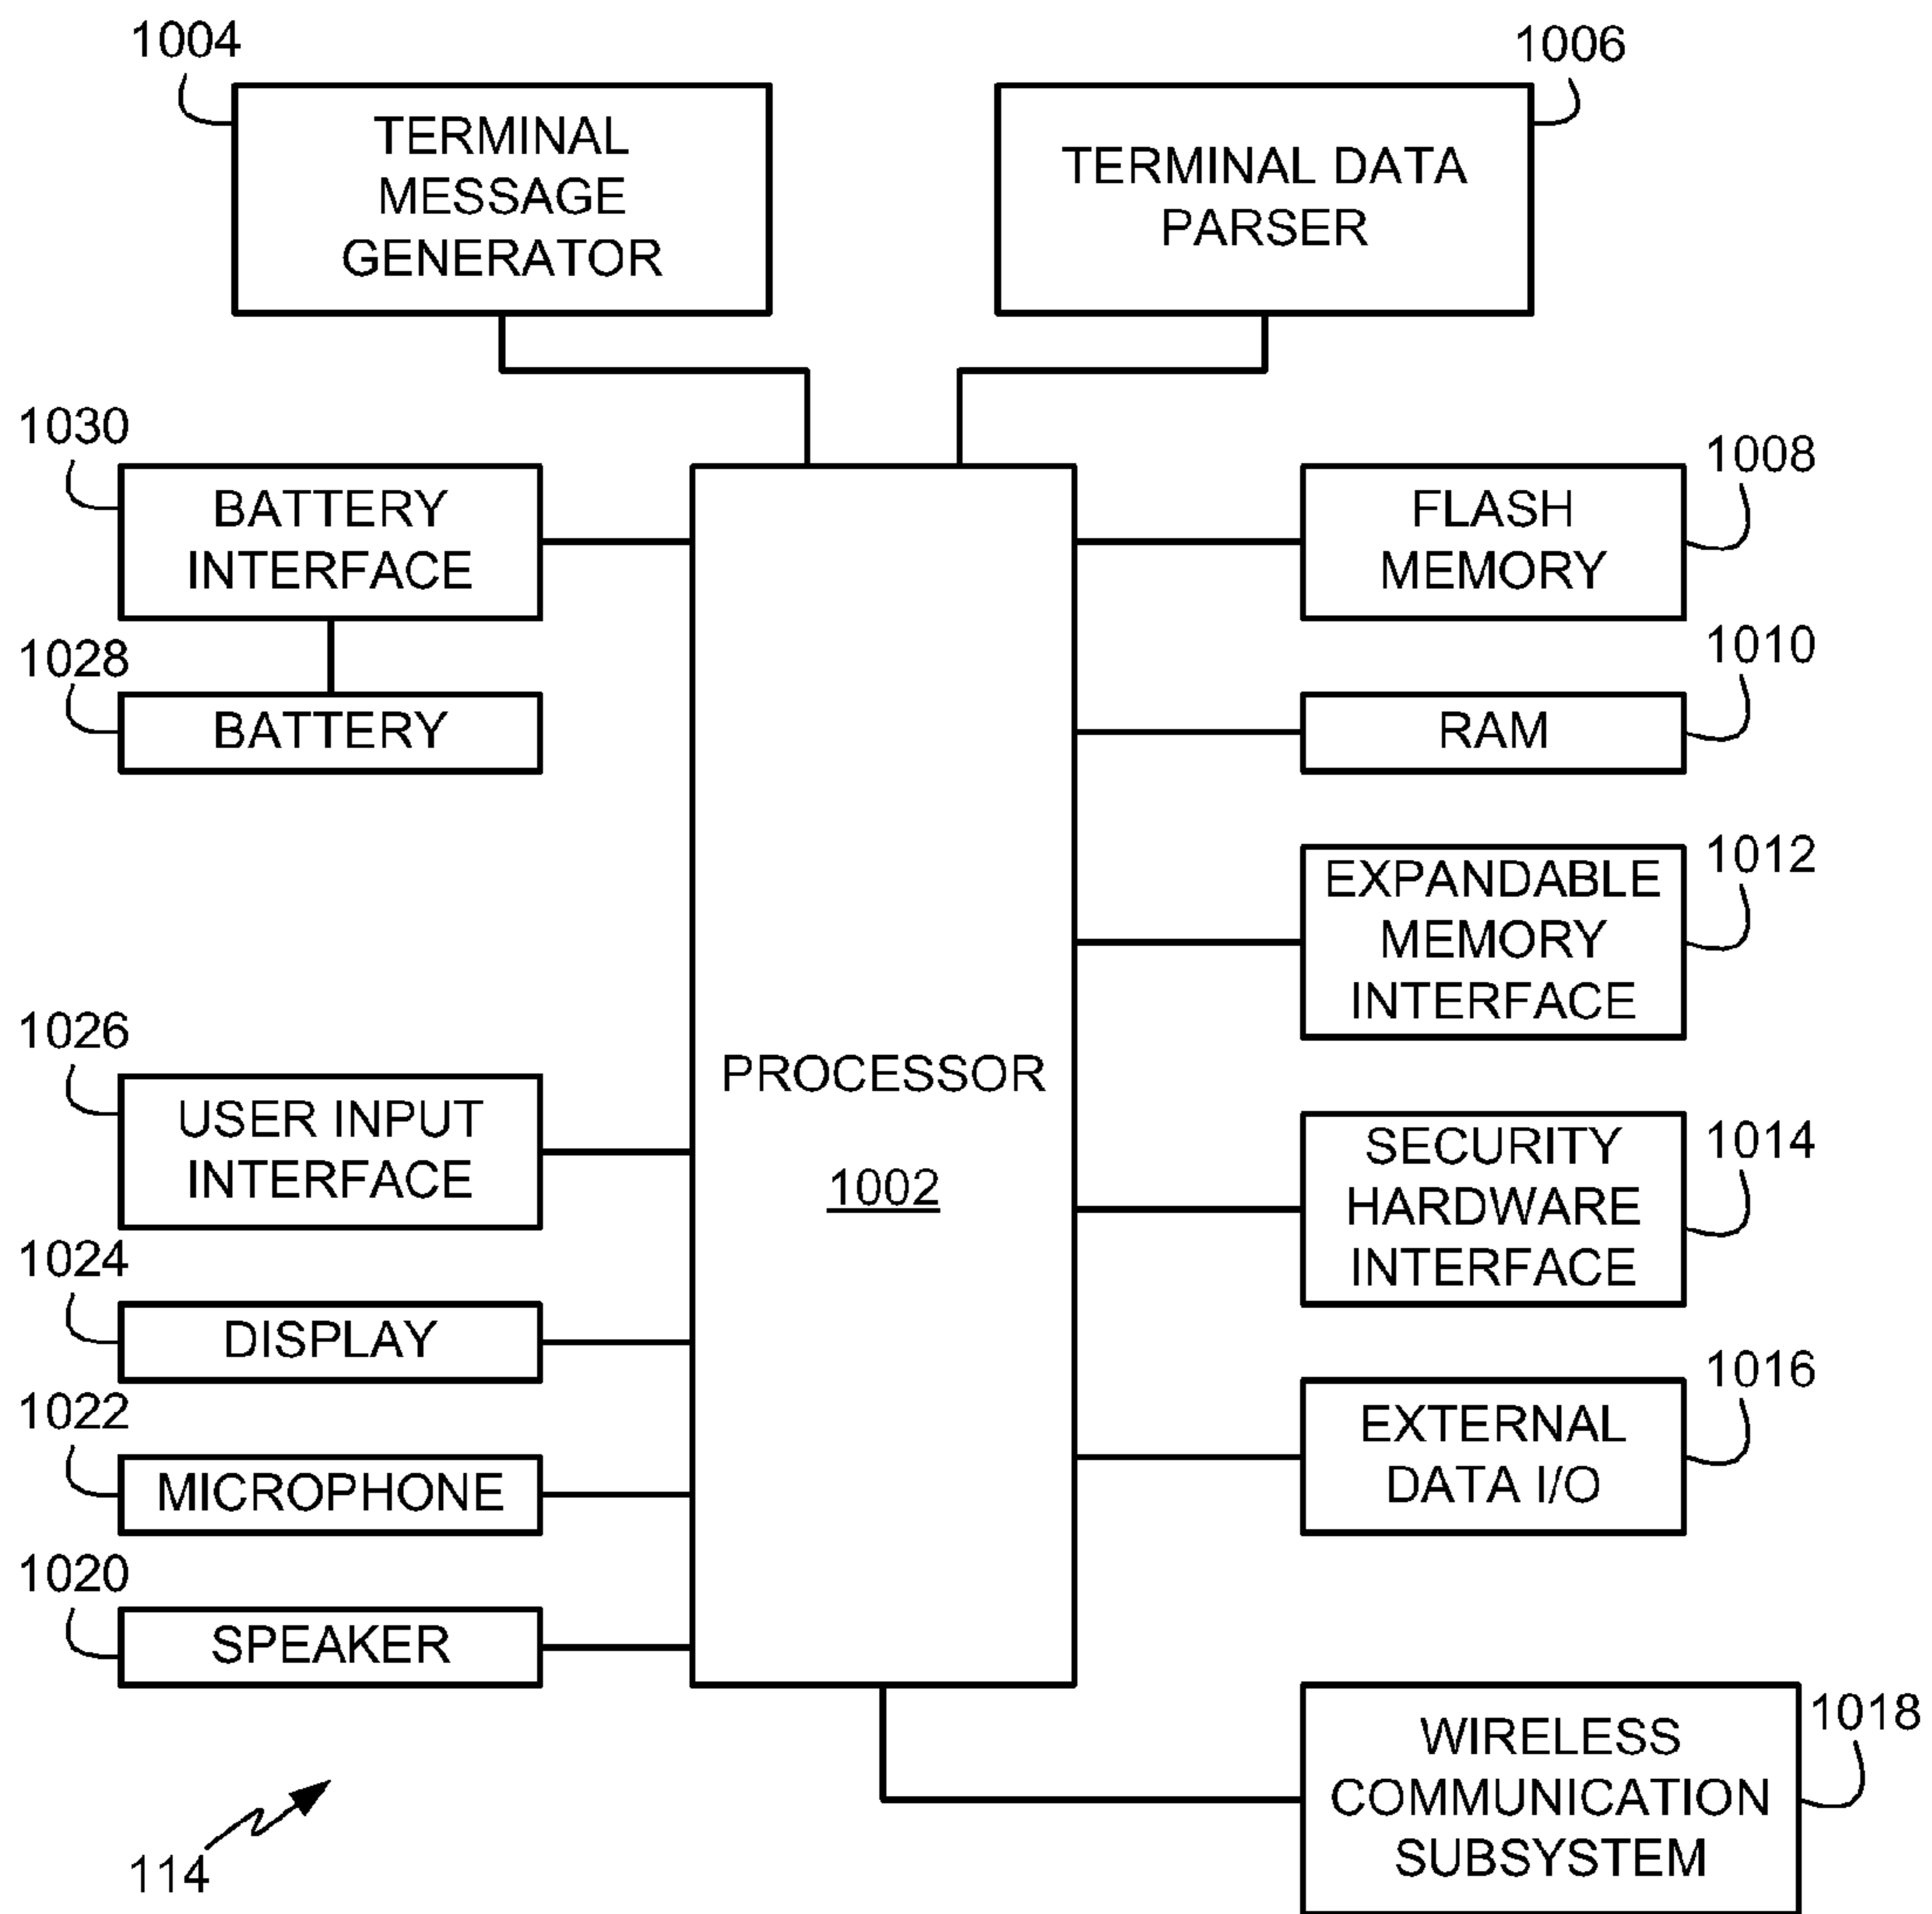 1004
TERMINAL
MESSAGE
GENERATOR
1006
TERMINAL DATA
PARSER
1030
BATTERY
INTERFACE
1028
BATTERY
1026
USER INPUT
INTERFACE
1024
DISPLAY
1022
MICROPHONE
1020
SPEAKER
PROCESSOR
1002
1008
FLASH
MEMORY
1010
RAM
1012
EXPANDABLE
MEMORY
INTERFACE
1014
SECURITY
HARDWARE
INTERFACE
1016
EXTERNAL
DATA I/O
1018
WIRELESS
COMMUNICATION
SUBSYSTEM
114